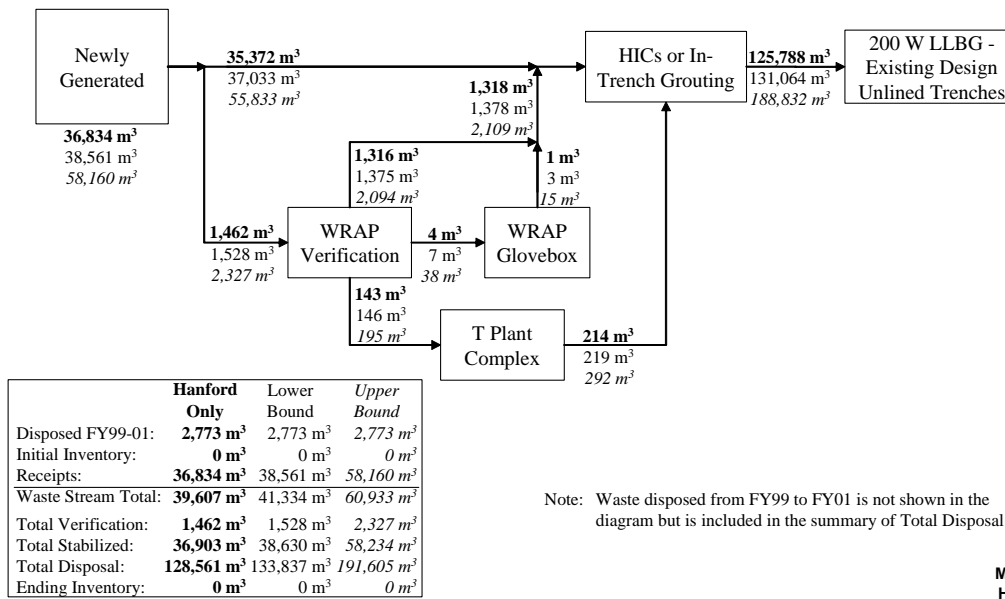 Newly
Generated
36,834 m³
38,561 m³
58,160 m³
35,372 m³
37,033 m³
55,833 m³
1,318 m³
1,378 m³
2,109 m³
HICs or In-
Trench Grouting
125,788 m³
131,064 m³
188,832 m³
200 W LLBG -
Existing Design
Unlined Trenches
1,316 m³
1,375 m³
2,094 m³
1 m³
3 m³
15 m³
1,462 m³
1,528 m³
2,327 m³
WRAP
Verification
4 m³
7 m³
38 m³
WRAP
Glovebox
143 m³
146 m³
195 m³
T Plant
Complex
214 m³
219 m³
292 m³
Hanford Lower Upper
Only Bound Bound
Disposed FY99-01: 2,773 m³ 2,773 m³ 2,773 m³
Initial Inventory: 0 m³ 0 m³ 0 m³
Receipts: 36,834 m³ 38,561 m³ 58,160 m³
Waste Stream Total: 39,607 m³ 41,334 m³ 60,933 m³
Total Verification: 1,462 m³ 1,528 m³ 2,327 m³
Total Stabilized: 36,903 m³ 38,630 m³ 58,234 m³
Total Disposal: 128,561 m³ 133,837 m³ 191,605 m³
Ending Inventory: 0 m³ 0 m³ 0 m³
Note: Waste disposed from FY99 to FY01 is not shown in the
diagram but is included in the summary of Total Disposal
M